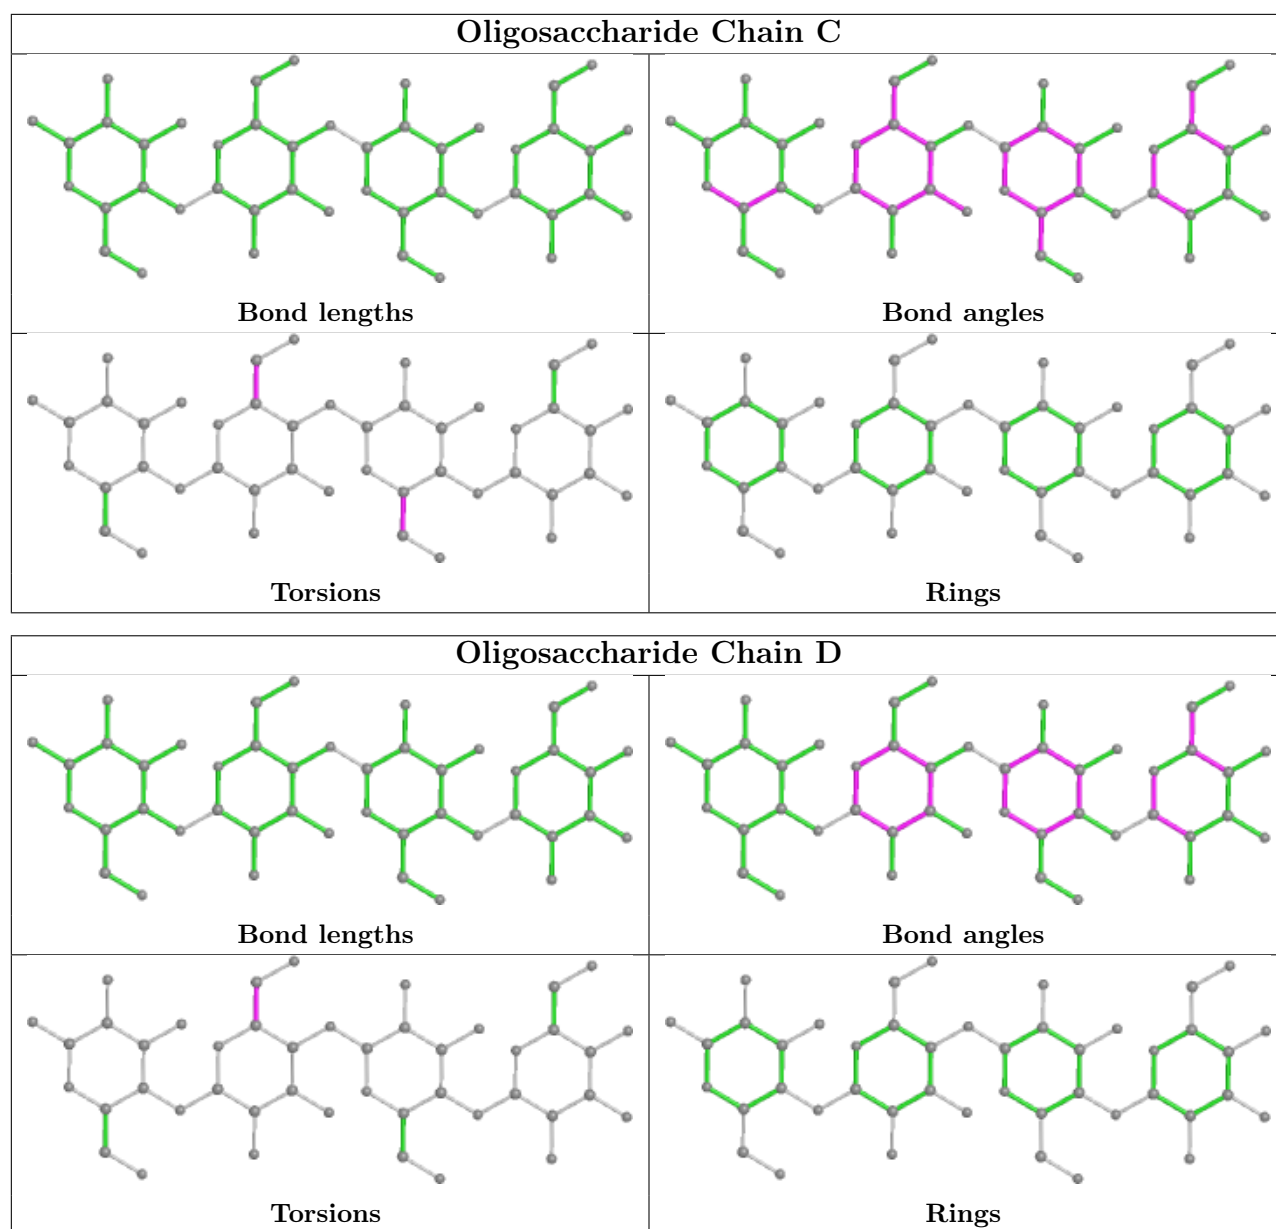 Oligosaccharide Chain C
Bond lengths
Bond angles
Torsions
Rings
Oligosaccharide Chain D
Bond lengths
Bond angles
Torsions
Rings